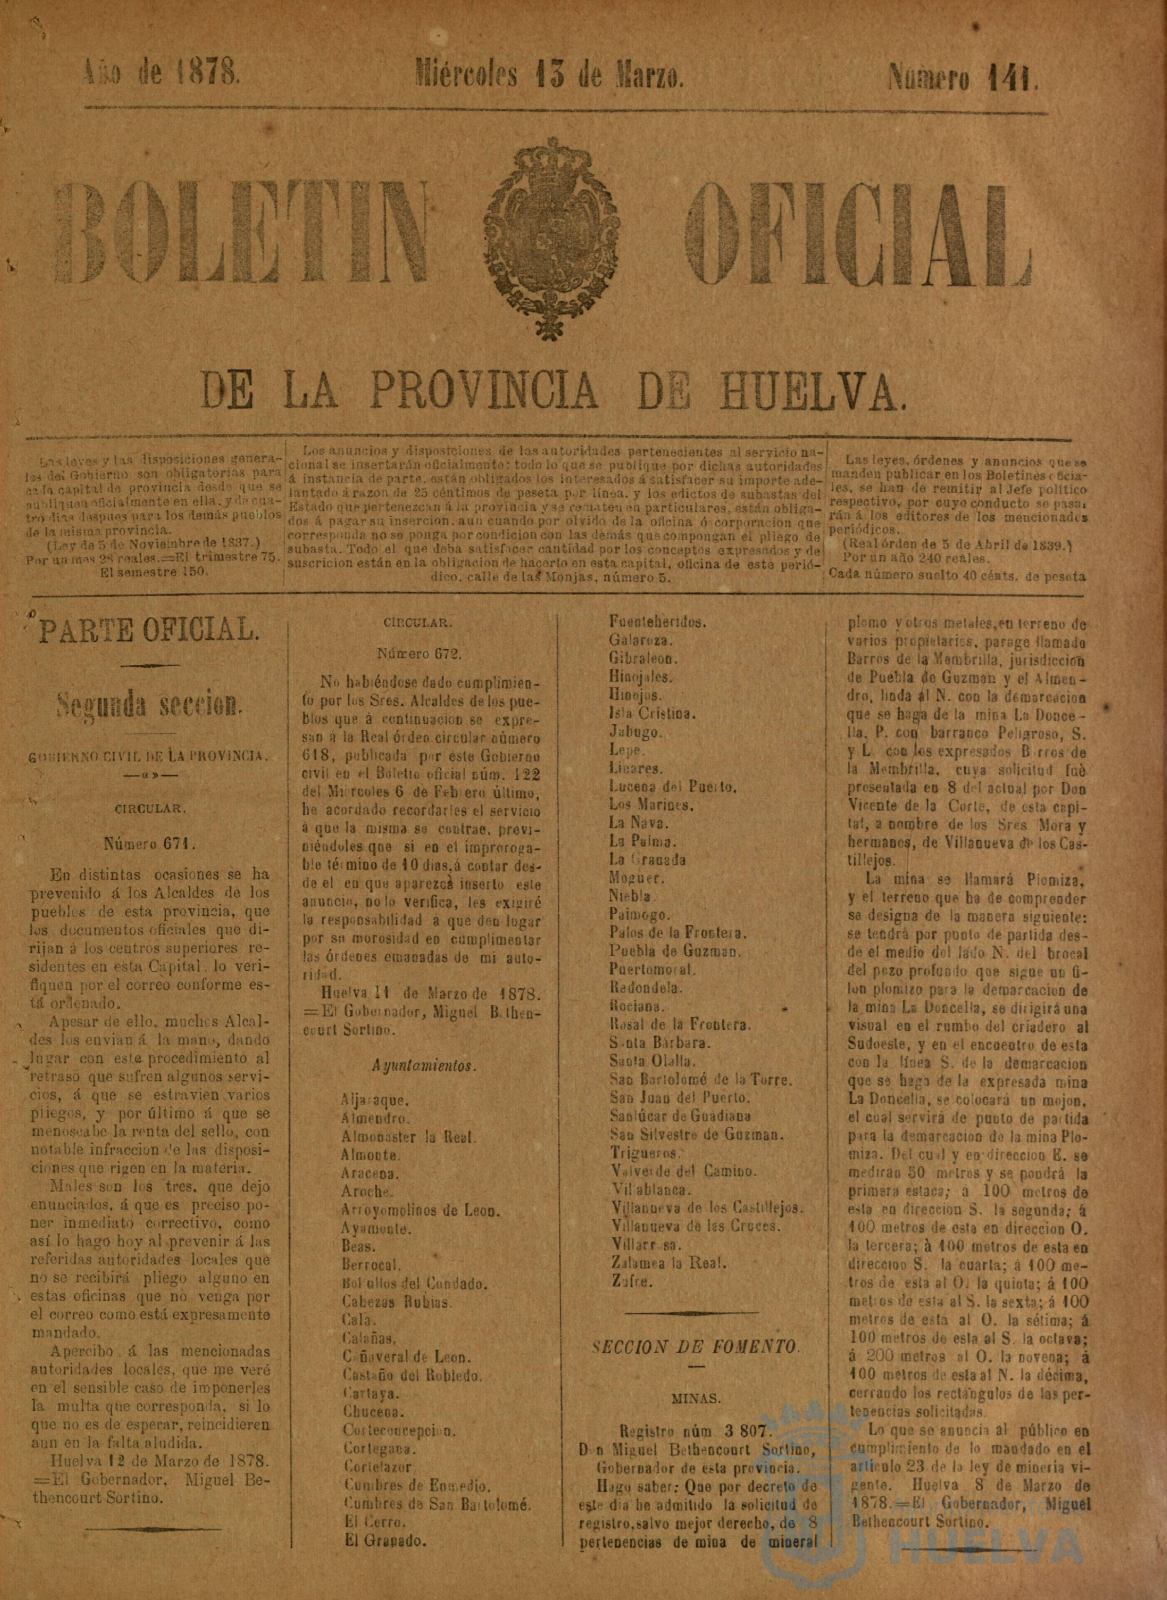 Año de 1878.
Miércoles 13 de Marzo.
Número 141.
BOLETIN OFICIAL
DE LA PROVINCIA DE HUELVA.
Las leyes y las disposiciones genera-
les del Gobierno son obligatorias para
cada capital de provincia desde que se
publiquen oficialmente en ella, y de cua-
tro dias despues para los demás pueblos
de la misma provincia.
(Ley de 3 de Noviembre de 1837.)
Por un mes 28 reales.=El trimestre 75.
El semestre 150.
Los anuncios y disposiciones de las autoridades pertenecientes al servicio na-
cional se insertarán oficialmente: todo lo que se publique por dichas autoridades
á instancia de parte, están obligados los interesados á satisfacer su importe ade-
lantado á razon de 25 céntimos de peseta por línea, y los edictos de subastas del
Estado que pertenezcan á la provincia y se rematen en particulares, están obliga-
dos á pagar su insercion, aun cuando por olvido de la oficina ó corporacion que
corresponda no se ponga por condicion con las demás que compongan el pliego de
subasta. Todo el que deba satisfacer cantidad por los conceptos expresados y de
suscricion están en la obligacion de hacerlo en esta capital, oficina de este perió-
dico, calle de las Monjas, número 5.
Las leyes, órdenes y anuncios que se
manden publicar en los Boletines oficia-
les, se han de remitir al Jefe político
respectivo, por cuyo conducto se pasa-
rán á los editores de los mencionados
periódicos.
(Real órden de 5 de Abril de 1839.)
Por un año 240 reales.
Cada número suelto 40 cénts. de peseta
PARTE OFICIAL.
Segunda seccion.
GOBIERNO CIVIL DE LA PROVINCIA.
CIRCULAR.
Número 671.
En distintas ocasiones se ha
prevenido á los Alcaldes de los
pueblos de esta provincia, que
los documentos oficiales que di-
rijan á los centros superiores re-
sidentes en esta Capital, lo veri-
fiquen por el correo conforme es-
tá ordenado.
Apesar de ello, muchos Alcal-
des los envian á la mano, dando
lugar con este procedimiento al
retraso que sufren algunos servi-
cios, á que se estravien varios
pliegos, y por último á que se
menoscabe la renta del sello, con
notable infraccion de las disposi-
ciones que rigen en la materia.
Males son los tres, que dejo
enunciados, á que es preciso po-
ner inmediato correctivo, como
así lo hago hoy al prevenir á las
referidas autoridades locales que
no se recibirá pliego alguno en
estas oficinas que no venga por
el correo como está expresamente
mandado.
Apercibo á las mencionadas
autoridades locales, que me veré
en el sensible caso de imponerles
la multa que corresponda, si lo
que no es de esperar, reincidieren
aun en la falta aludida.
Huelva 12 de Marzo de 1878.
=El Gobernador, Miguel Be-
thencourt Sortino.
CIRCULAR.
Número 672.
No habiéndose dado cumplimien-
to por los Sres. Alcaldes de los pue-
blos que á continuacion se expre-
san á la Real órden circular número
618, publicada por este Gobierno
civil en el Boletin oficial núm. 122
del Miércoles 6 de Febrero último,
he acordado recordarles el servicio
á que la misma se contrae, previ-
niéndoles que si en el improroga-
ble término de 10 dias, á contar des-
de el en que aparezca inserto este
anuncio, no lo verifica, les exigiré
la responsabilidad a que den lugar
por su morosidad en cumplimentar
las órdenes emanadas de mi auto-
ridad.
Huelva 11 de Marzo de 1878.
=El Gobernador, Miguel Bethen-
court Sortino.
Ayuntamientos.
Aljaraque.
Almendro.
Almonaster la Real.
Almonte.
Aracena.
Aroche.
Arroyomolinos de Leon.
Ayamonte.
Beas.
Berrocal.
Bollullos del Condado.
Cabezas Rubias.
Cala.
Calañas.
Cañaveral de Leon.
Castaño del Robledo.
Cartaya.
Chucena.
Corteconcepcion.
Cortegana.
Cortelazor
Cumbres de Enmedio.
Cumbres de San Bartolomé.
El Cerro.
El Granado.
Fuenteheridos.
Galaroza.
Gibraleon.
Hinojales.
Hinojos.
Isla Cristina.
Jabugo.
Lepe.
Linares.
Lucena del Puerto.
Los Marines.
La Nava.
La Palma.
La Granada
Moguer.
Niebla.
Paimogo.
Palos de la Frontera.
Puebla de Guzman.
Puertomoral.
Redondela.
Rociana.
Rosal de la Frontera.
Santa Bárbara.
Santa Olalla.
San Bartolomé de la Torre.
San Juan del Puerto.
Sanlúcar de Guadiana
San Silvestre de Guzman.
Trigueros.
Valverde del Camino.
Villablanca.
Villanueva de los Castillejos.
Villanueva de las Cruces.
Villarrasa.
Zalamea la Real.
Zufre.
SECCION DE FOMENTO.
MINAS.
Registro núm 3 807.
Don Miguel Bethencourt Sortino,
Gobernador de esta provincia.
Hago saber: Que por decreto de
este dia he admitido la solicitud de
registro, salvo mejor derecho, de 8
pertenencias de mina de mineral
plomo y otros metales, en terreno de
varios propietarios, parage llamado
Barros de la Membrilla, jurisdiccion
de Puebla de Guzman y el Almen-
dro, linda al N. con la demarcacion
que se haga de la mina La Donce-
lla, P. con barranco Peligroso, S.
y L. con los expresados Barros de
la Membrilla, cuya solicitud fué
presentada en 8 del actual por Don
Vicente de la Corte, de esta capi-
tal, a nombre de los Sres Mora y
hermanos, de Villanueva de los Cas-
tillejos.
La mina se llamará Plomiza,
y el terreno que ha de comprender
se designa de la manera siguiente:
se tendrá por punto de partida des-
de el medio del lado N. del brocal
del pozo profundo que sigue un fi-
lon plomizo para la demarcacion de
la mina La Doncella, se dirigirá una
visual en el rumbo del criadero al
Sudoeste, y en el encuentro de esta
con la línea S. de la demarcacion
que se haga de la expresada mina
La Doncella, se colocará un mojon,
el cual servirá de punto de partida
para la demarcacion de la mina Plo-
miza. Del cual y en direccion E. se
mediran 50 metros y se pondrá la
primera estaca; á 100 metros de
esta en direccion S. la segunda; á
100 metros de esta en direccion O.
la tercera; á 100 metros de esta en
direccion S. la cuarta; á 100 me-
tros de esta al O. la quinta; á 100
metros de esta al S. la sexta; á 100
metros de esta al O. la sétima; á
100 metros de esta al S. la octava;
á 200 metros al O. la novena; á
100 metros de esta al N. la décima,
cerrando los rectángulos de las per-
tenencias solicitadas.
Lo que se anuncia al público en
cumplimiento de lo mandado en el
artículo 23 de la ley de minería vi-
gente. Huelva 8 de Marzo de
1878.=El Gobernador, Miguel
Bethencourt Sortino.
HUELVA